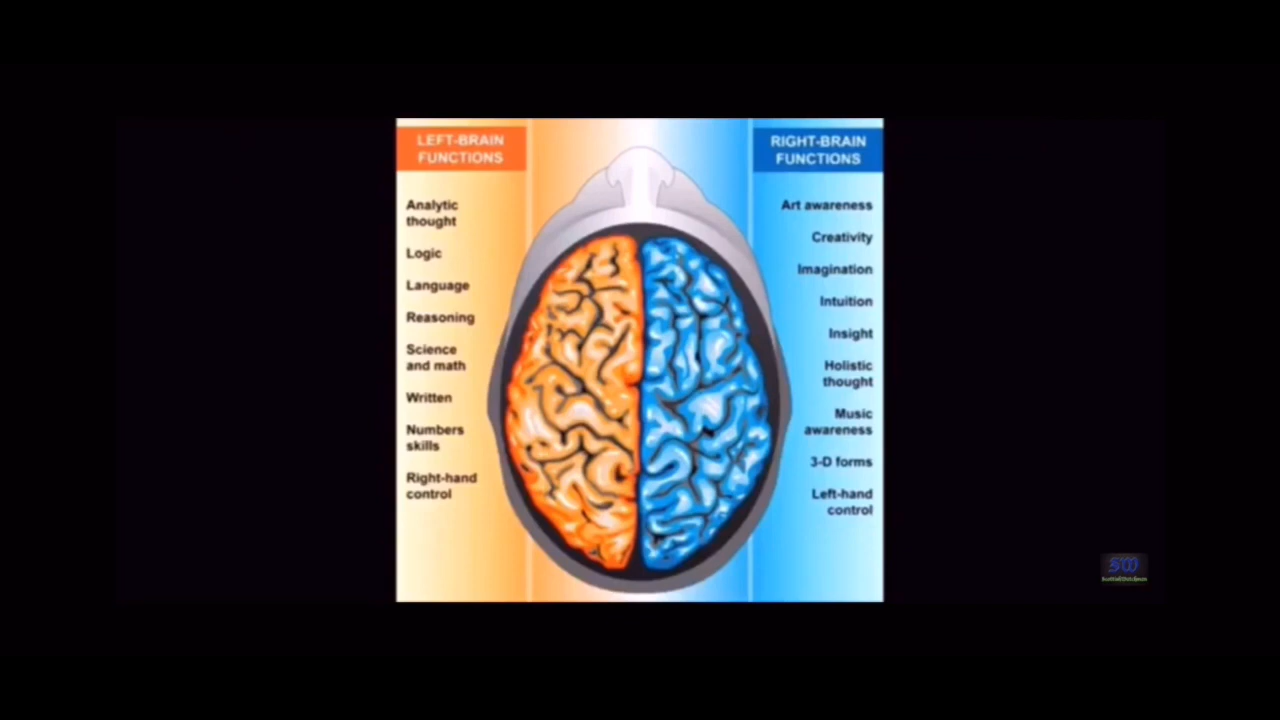 LEFT-BRAIN
FUNCTIONS
Analytic
thought
Logic
Language
Reasoning
Science
and math
Written
Numbers
skills
Right-hand
control
RIGHT-BRAIN
FUNCTIONS
Art awareness
Creativity
Imagination
Intuition
Insight
Holistic
thought
Music
awareness
3-D forms
Left-hand
control
SW